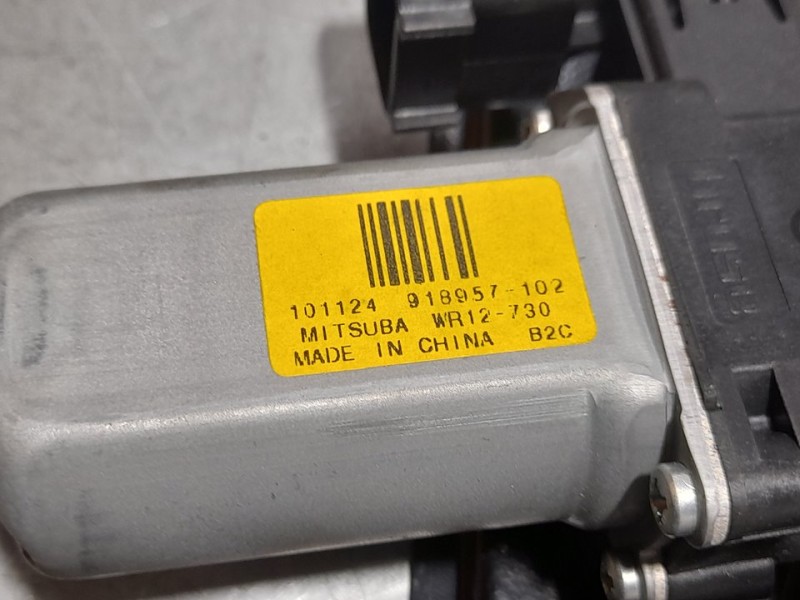 101124 918957-102
MITSUBA WR12-730
MADE IN CHINA B2C